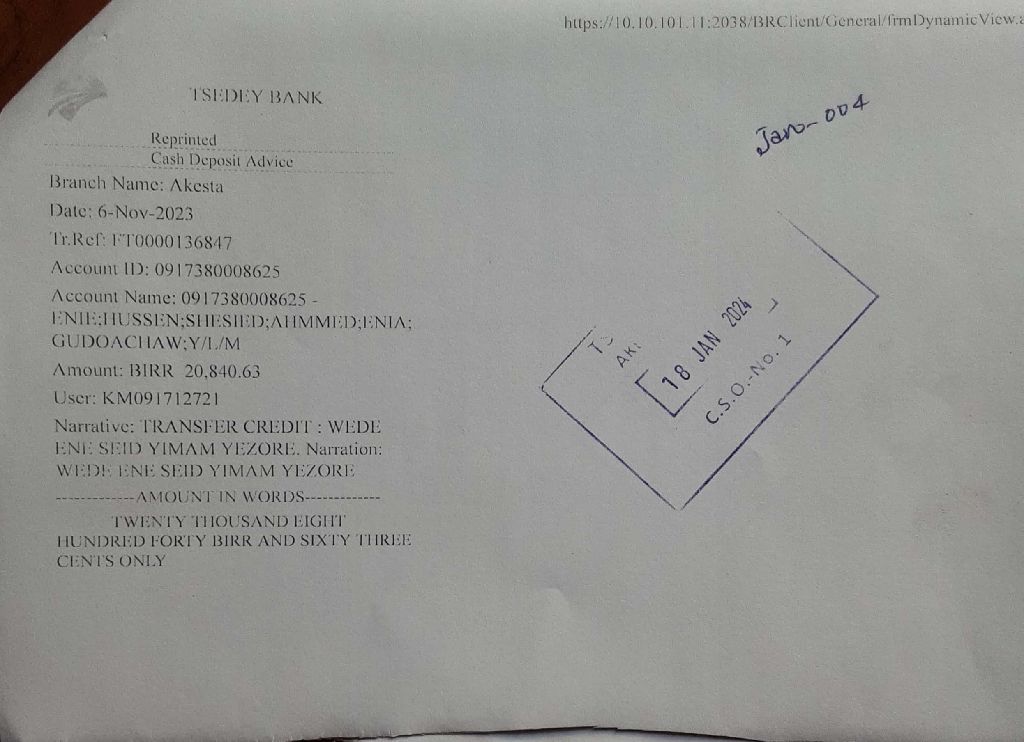 https://10.10.101.11:2038/BRClient/General/frmDynamicView.a
TSEDEY BANK
Jan-004
Reprinted
Cash Deposit Advice
Branch Name: Akesta
Date: 6-Nov-2023
Tr.Ref: FT0000136847
Account ID: 0917380008625
Account Name: 0917380008625 -
ENIE;HUSSEN;SHESIED;AHMMED;ENIA;
GUDOACHAW;Y/L/M
Amount: BIRR 20,840.63
User: KM091712721
Narrative: TRANSFER CREDIT : WEDE
ENE SEID YIMAM YEZORE. Narration:
WEDE ENE SEID YIMAM YEZORE
-------------AMOUNT IN WORDS------------
TWENTY THOUSAND EIGHT
HUNDRED FORTY BIRR AND SIXTY THREE
CENTS ONLY
18 JAN 2024
C.S.O.-No. 1